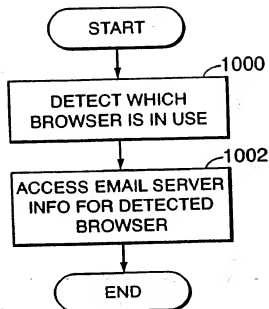 START
1000
DETECT WHICH
BROWSER IS IN USE
1002
ACCESS EMAIL SERVER
INFO FOR DETECTED
BROWSER
END